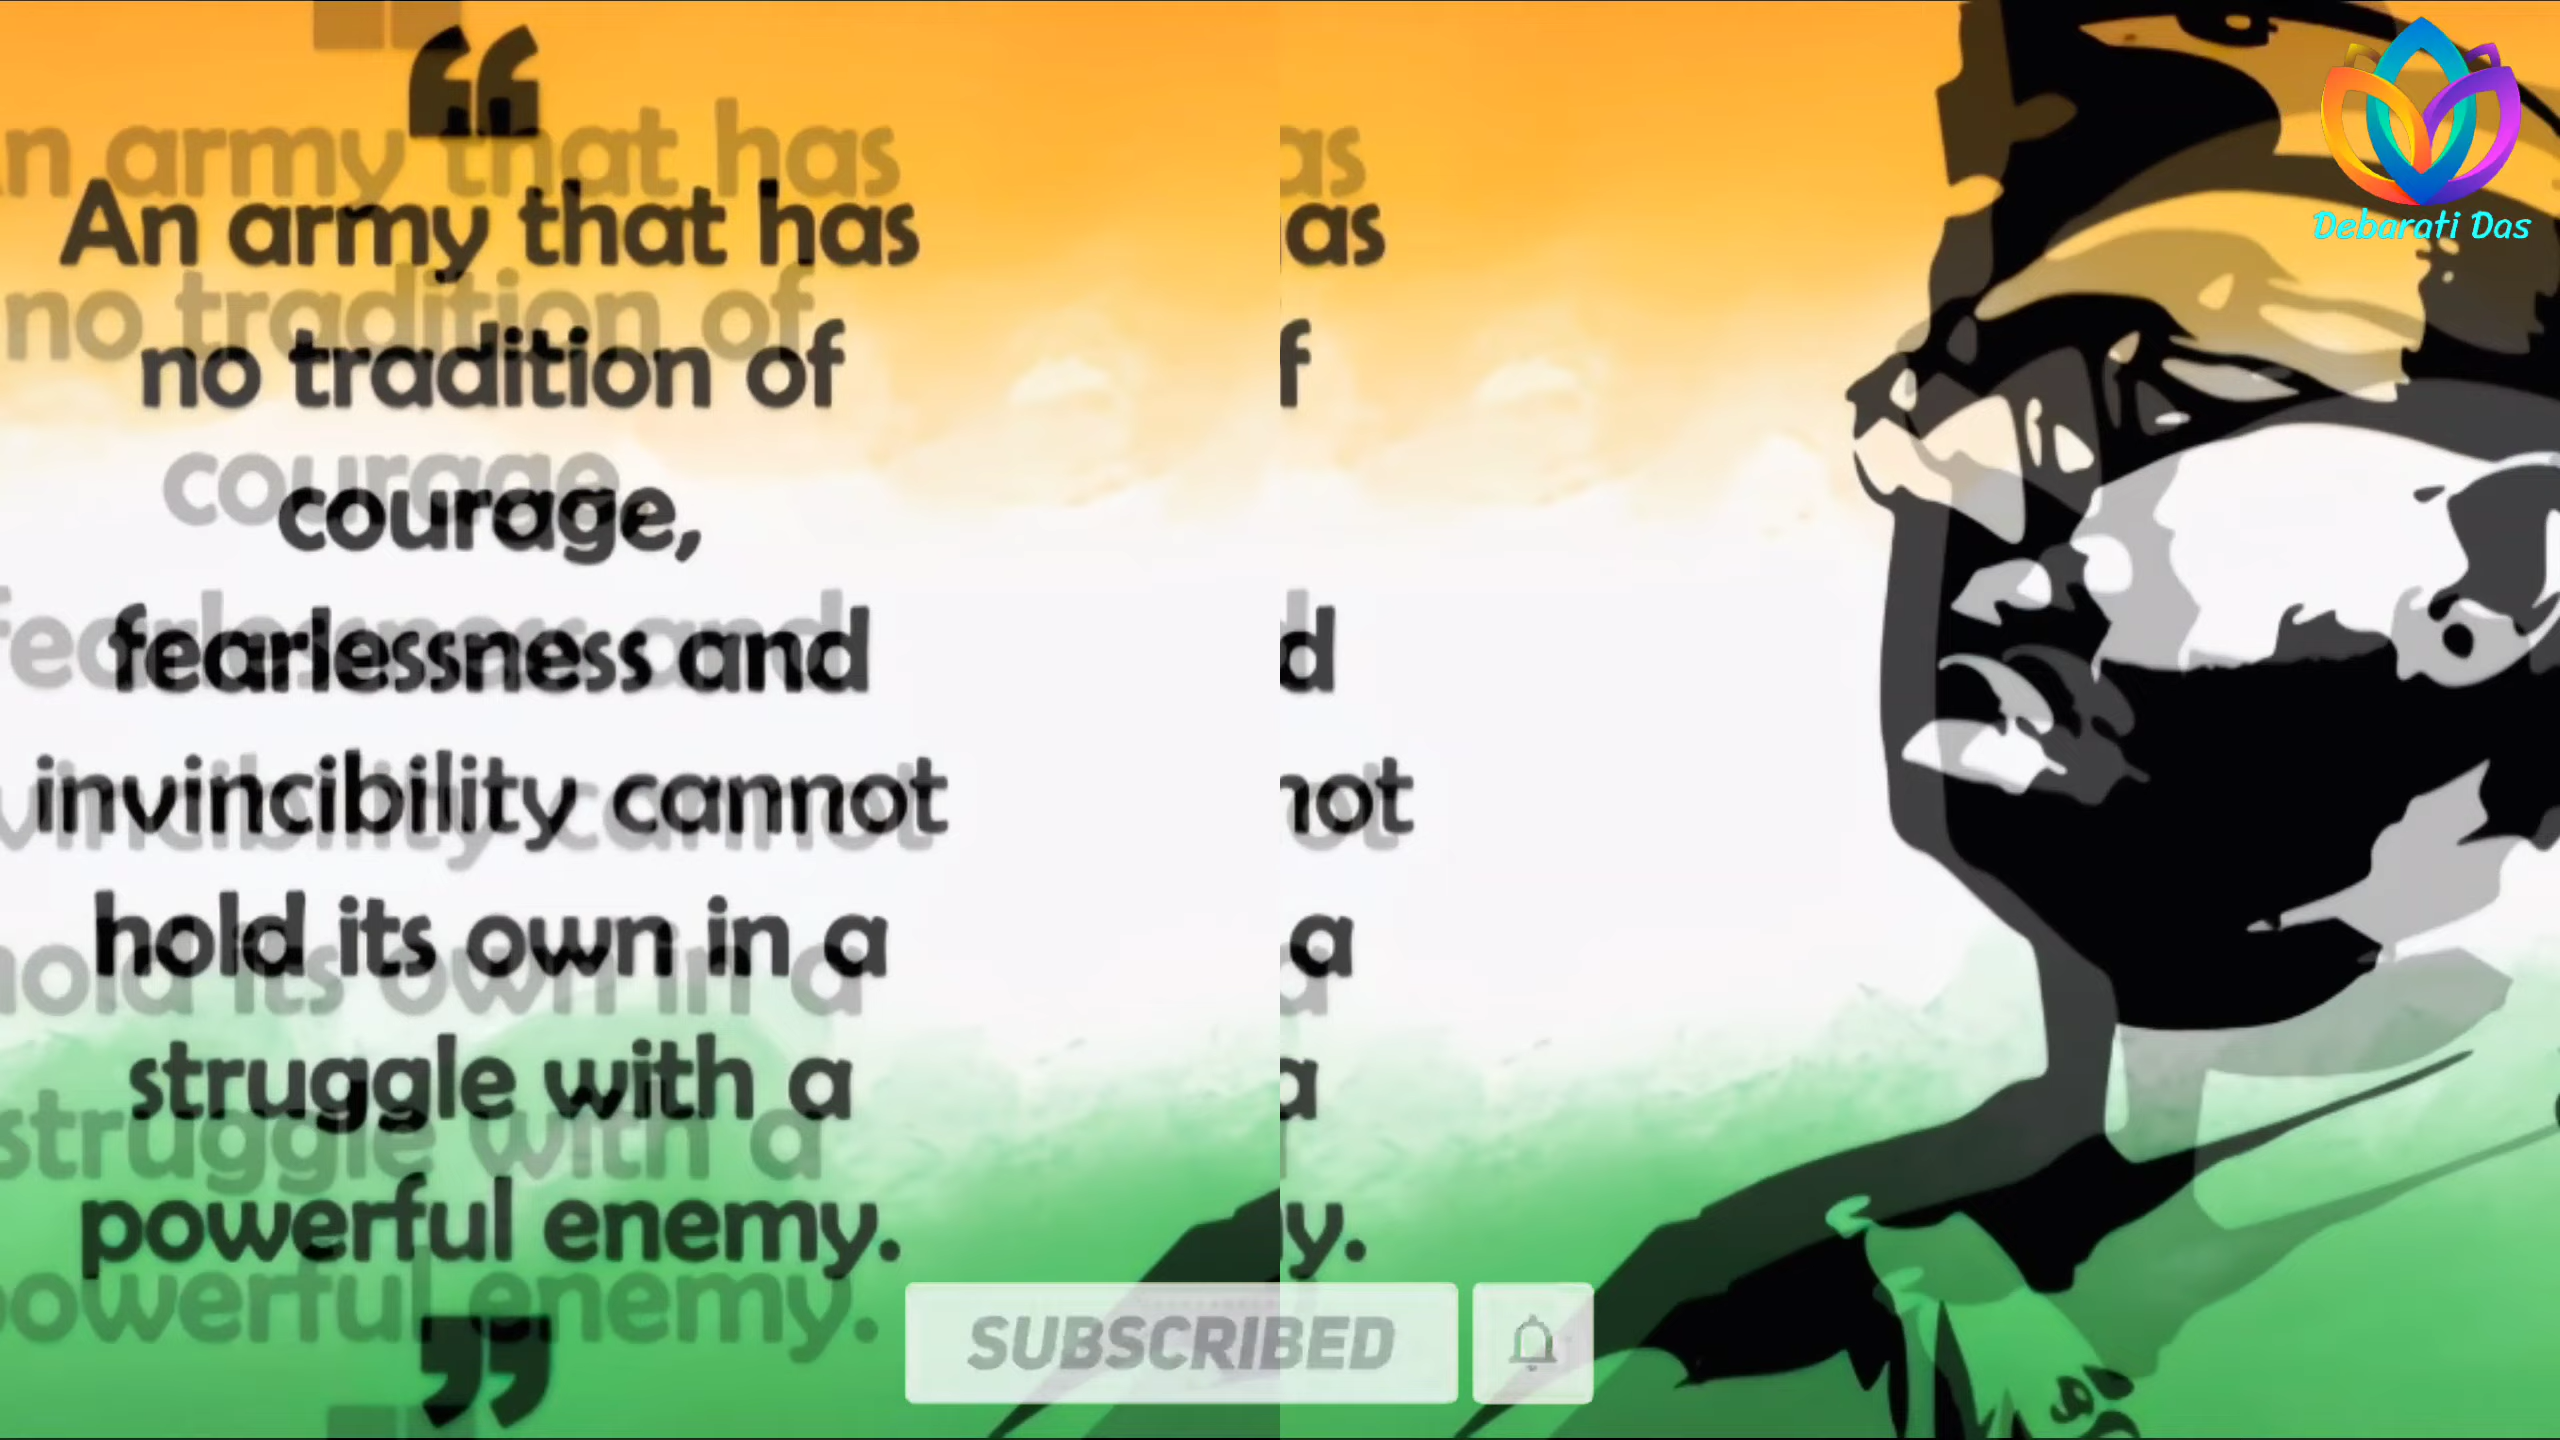 “
An army that has
no tradition of
courage,
fearlessness and
invincibility cannot
hold its own in a
struggle with a
powerful enemy.
”
SUBSCRIBED
Debarati Das